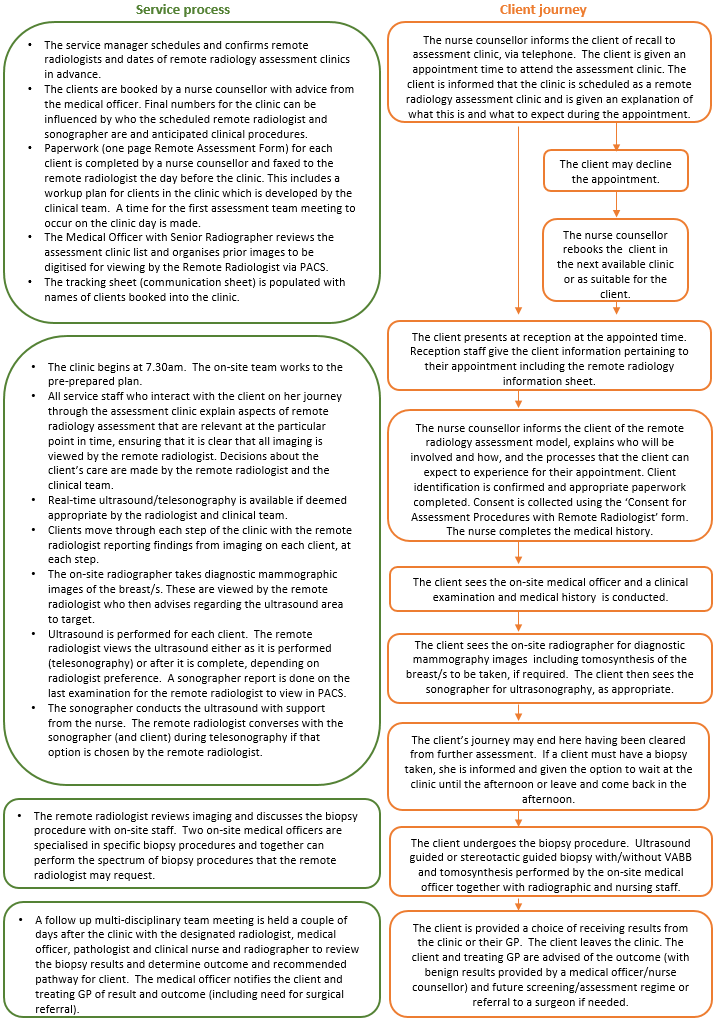 Service process
• The service manager schedules and confirms remote
radiologists and dates of remote radiology assessment clinics
in advance.
• The clients are booked by a nurse counsellor with advice from
the medical officer. Final numbers for the clinic can be
influenced by who the scheduled remote radiologist and
sonographer are and anticipated clinical procedures.
• Paperwork (one page Remote Assessment Form) for each
client is completed by a nurse counsellor and faxed to the
remote radiologist the day before the clinic. This includes a
workup plan for clients in the clinic which is developed by the
clinical team. A time for the first assessment team meeting to
occur on the clinic day is made.
• The Medical Officer with Senior Radiographer reviews the
assessment clinic list and organises prior images to be
digitised for viewing by the Remote Radiologist via PACS.
• The tracking sheet (communication sheet) is populated with
names of clients booked into the clinic.
• The clinic begins at 7.30am. The on-site team works to the
pre-prepared plan.
• All service staff who interact with the client on her journey
through the assessment clinic explain aspects of remote
radiology assessment that are relevant at the particular
point in time, ensuring that it is clear that all imaging is
viewed by the remote radiologist. Decisions about the
client's care are made by the remote radiologist and the
clinical team.
• Real-time ultrasound/telesonography is available if deemed
appropriate by the radiologist and clinical team.
• Clients move through each step of the clinic with the remote
radiologist reporting findings from imaging on each client, at
each step.
• The on-site radiographer takes diagnostic mammographic
images of the breast/s. These are viewed by the remote
radiologist who then advises regarding the ultrasound area
to target.
• Ultrasound is performed for each client. The remote
radiologist views the ultrasound either as it is performed
(telesonography) or after it is complete, depending on
radiologist preference. A sonographer report is done on the
last examination for the remote radiologist to view in PACS.
• The sonographer conducts the ultrasound with support
from the nurse. The remote radiologist converses with the
sonographer (and client) during telesonography if that
option is chosen by the remote radiologist.
• The remote radiologist reviews imaging and discusses the biopsy
procedure with on-site staff. Two on-site medical officers are
specialised in specific biopsy procedures and together can
perform the spectrum of biopsy procedures that the remote
radiologist may request.
• A follow up multi-disciplinary team meeting is held a couple of
days after the clinic with the designated radiologist, medical
officer, pathologist and clinical nurse and radiographer to review
the biopsy results and determine outcome and recommended
pathway for client. The medical officer notifies the client and
treating GP of result and outcome (including need for surgical
referral).
Client journey
The nurse counsellor informs the client of recall to
assessment clinic, via telephone. The client is given an
appointment time to attend the assessment clinic. The
client is informed that the clinic is scheduled as a remote
radiology assessment clinic and is given an explanation of
what this is and what to expect during the appointment.
The client may decline
the appointment.
The nurse counsellor
rebooks the client in
the next available clinic
or as suitable for the
client.
The client presents at reception at the appointed time.
Reception staff give the client information pertaining to
their appointment including the remote radiology
information sheet.
The nurse counsellor informs the client of the remote
radiology assessment model, explains who will be
involved and how, and the processes that the client can
expect to experience for their appointment. Client
identification is confirmed and appropriate paperwork
completed. Consent is collected using the 'Consent for
Assessment Procedures with Remote Radiologist' form.
The nurse completes the medical history.
The client sees the on-site medical officer and a clinical
examination and medical history is conducted.
The client sees the on-site radiographer for diagnostic
mammography images including tomosynthesis of the
breast/s to be taken, if required. The client then sees the
sonographer for ultrasonography, as appropriate.
The client's journey may end here having been cleared
from further assessment. If a client must have a biopsy
taken, she is informed and given the option to wait at the
clinic until the afternoon or leave and come back in the
afternoon.
The client undergoes the biopsy procedure. Ultrasound
guided or stereotactic guided biopsy with/without VABB
and tomosynthesis performed by the on-site medical
officer together with radiographic and nursing staff.
The client is provided a choice of receiving results from
the clinic or their GP. The client leaves the clinic. The
client and treating GP are advised of the outcome (with
benign results provided by a medical officer/nurse
counsellor) and future screening/assessment regime or
referral to a surgeon if needed.